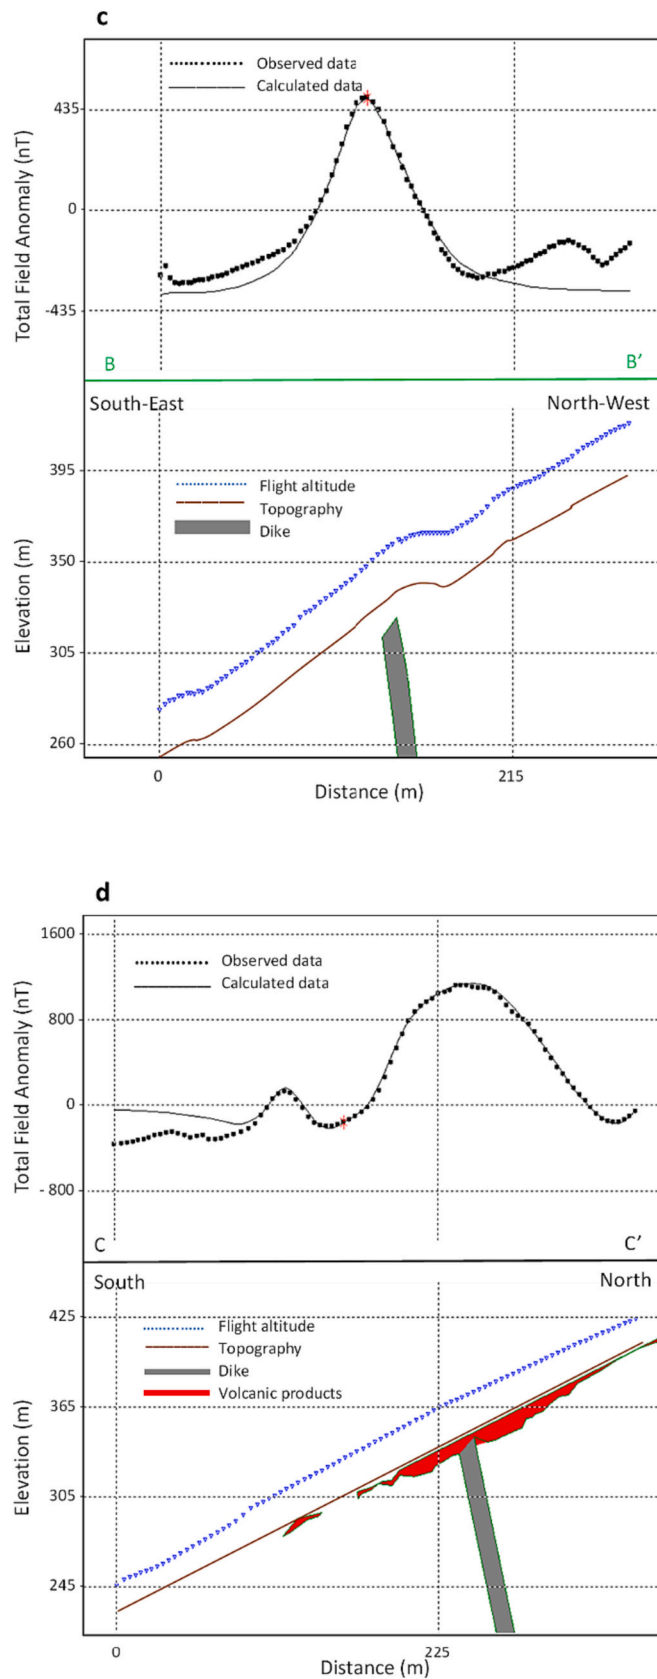 c
Observed data
Calculated data
435
0
-435
Total Field Anomaly (nT)
B
B'
South-East
North-West
395
350
305
260
Flight altitude
Topography
Dike
Elevation (m)
0
215
Distance (m)
d
1600
800
0
- 800
Observed data
Calculated data
Total Field Anomaly (nT)
C
C'
South
North
425
365
305
245
Flight altitude
Topography
Dike
Volcanic products
Elevation (m)
0
225
Distance (m)